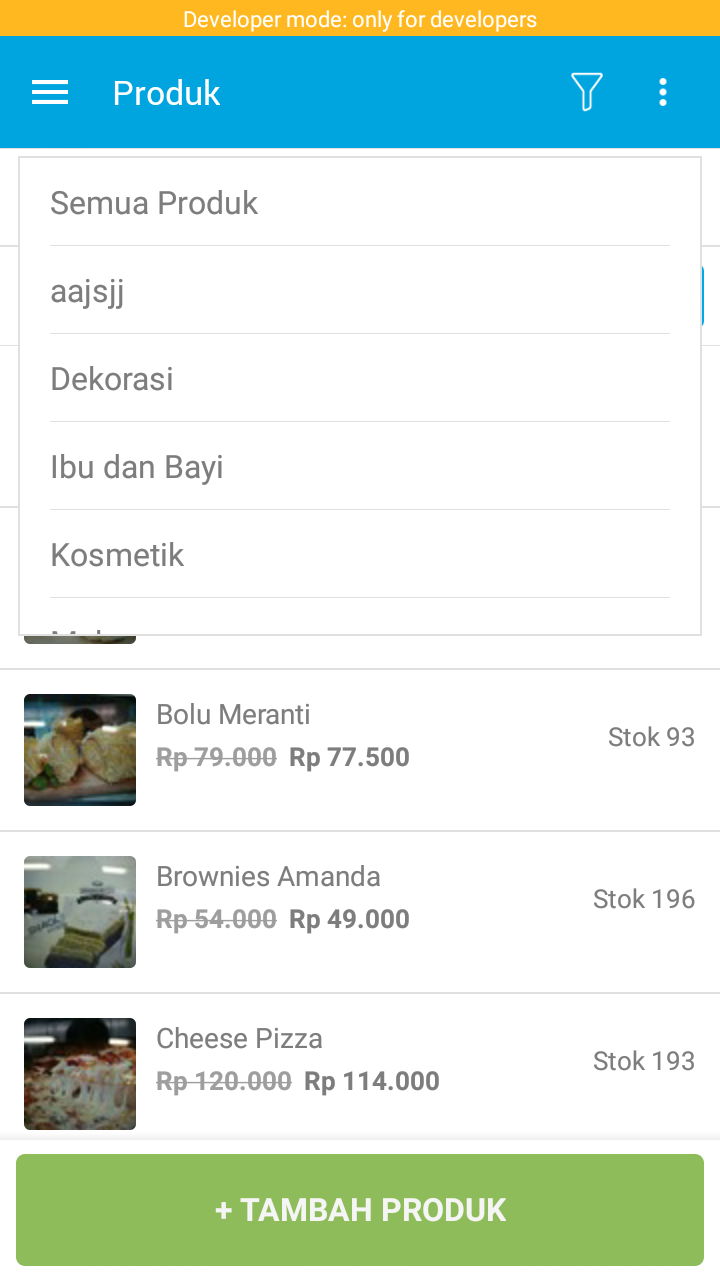 Developer mode: only for developers
Produk
Semua Produk
aajsjj
Dekorasi
Ibu dan Bayi
Kosmetik
Bolu Meranti
Rp 79.000 Rp 77.500
Stok 93
Brownies Amanda
Rp 54.000 Rp 49.000
Stok 196
Cheese Pizza
Rp 120.000 Rp 114.000
Stok 193
+ TAMBAH PRODUK